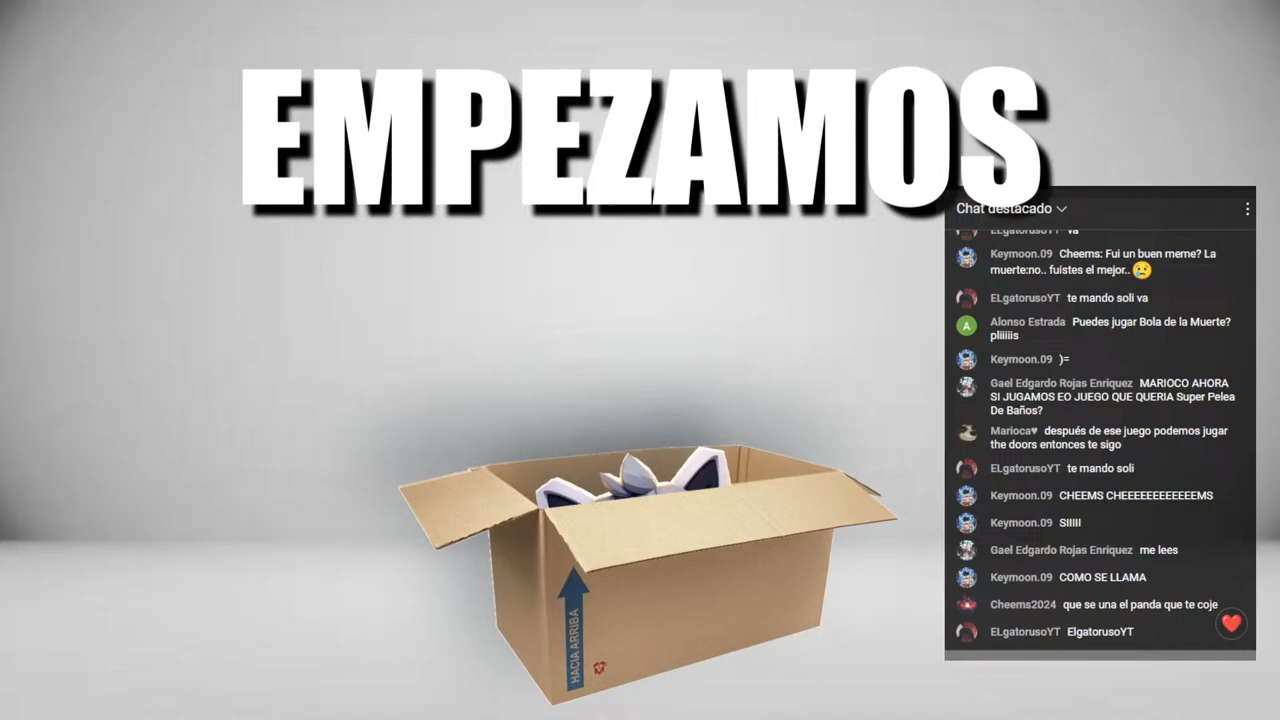 EMPEZAMOS
Chat destacado
ELgatorusoYT va
Keymoon.09 Cheems: Fui un buen meme? La
muerte:no.. fuistes el mejor.. 😢
ELgatorusoYT te mando soli va
A Alonso Estrada Puedes jugar Bola de la Muerte?
pliiiiis
Keymoon.09 )=
Gael Edgardo Rojas Enriquez MARIOCO AHORA
SI JUGAMOS EO JUEGO QUE QUERIA Super Pelea
De Baños?
Marioca♥ después de ese juego podemos jugar
the doors entonces te sigo
ELgatorusoYT te mando soli
Keymoon.09 CHEEMS CHEEEEEEEEEEEMS
Keymoon.09 SIIIII
Gael Edgardo Rojas Enriquez me lees
Keymoon.09 COMO SE LLAMA
Cheems2024 que se una el panda que te coje
ELgatorusoYT ElgatorusoYT
HACIA ARRIBA